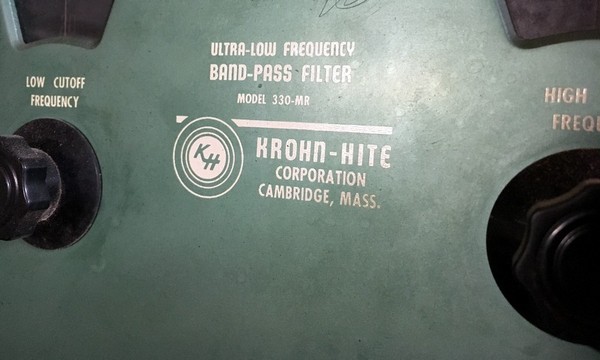 ULTRA-LOW FREQUENCY
BAND-PASS FILTER
MODEL 330-MR
LOW CUTOFF
FREQUENCY
HIGH
FREQU
KH
KROHN-HITE
CORPORATION
CAMBRIDGE, MASS.